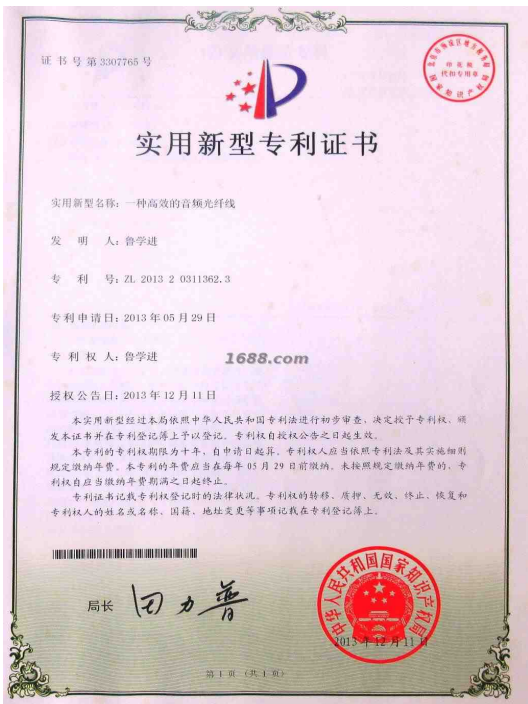 证书号第3307765号
印花税
代扣专用章
国家知识产权局
实用新型专利证书
实用新型名称：一种高效的音频光纤线
发明人：鲁学进
专利号：ZL 2013 2 0311362.3
专利申请日：2013年05月29日
专利权人：鲁学进
1688.com
授权公告日：2013年12月11日
本实用新型经过本局依照中华人民共和国专利法进行初步审查，决定授予专利权，颁
发本证书并在专利登记簿上予以登记。专利权自授权公告之日起生效。
本专利的专利权期限为十年，自申请日起算。专利权人应当依照专利法及其实施细则
规定缴纳年费。本专利的年费应当在每年05月29日前缴纳。未按照规定缴纳年费的，专
利权自应当缴纳年费期满之日起终止。
专利证书记载专利权登记时的法律状况。专利权的转移、质押、无效、终止、恢复和
专利权人的姓名或名称、国籍、地址变更等事项记载在专利登记簿上。
局长
田力普
中华人民共和国国家知识产权局
2013年12月11日
第1页（共1页）